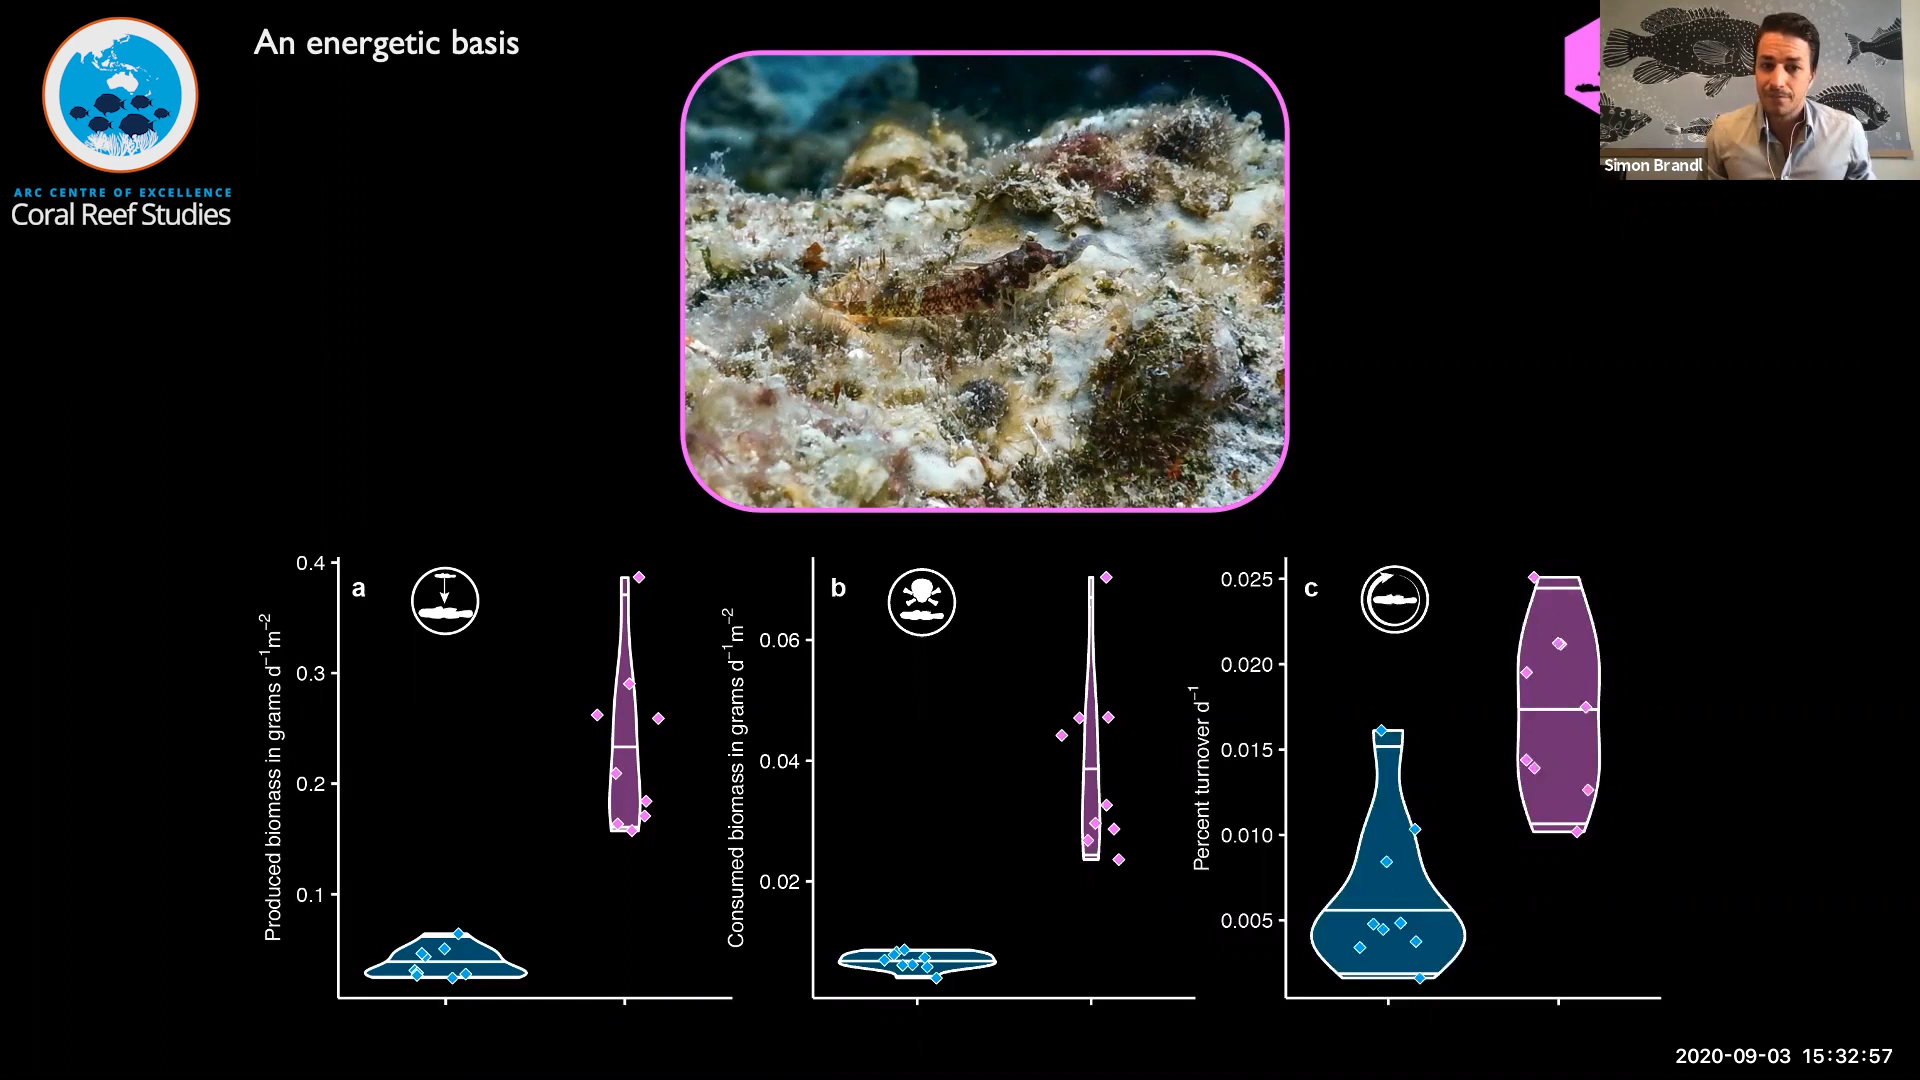 An energetic basis
ARC CENTRE OF EXCELLENCE
Coral Reef Studies
Simon Brandl
a
Produced biomass in grams d⁻¹m⁻²
0.4
0.3
0.2
0.1
b
Consumed biomass in grams d⁻¹m⁻²
0.06
0.04
0.02
c
Percent turnover d⁻¹
0.025
0.020
0.015
0.010
0.005
2020-09-03 15:32:57